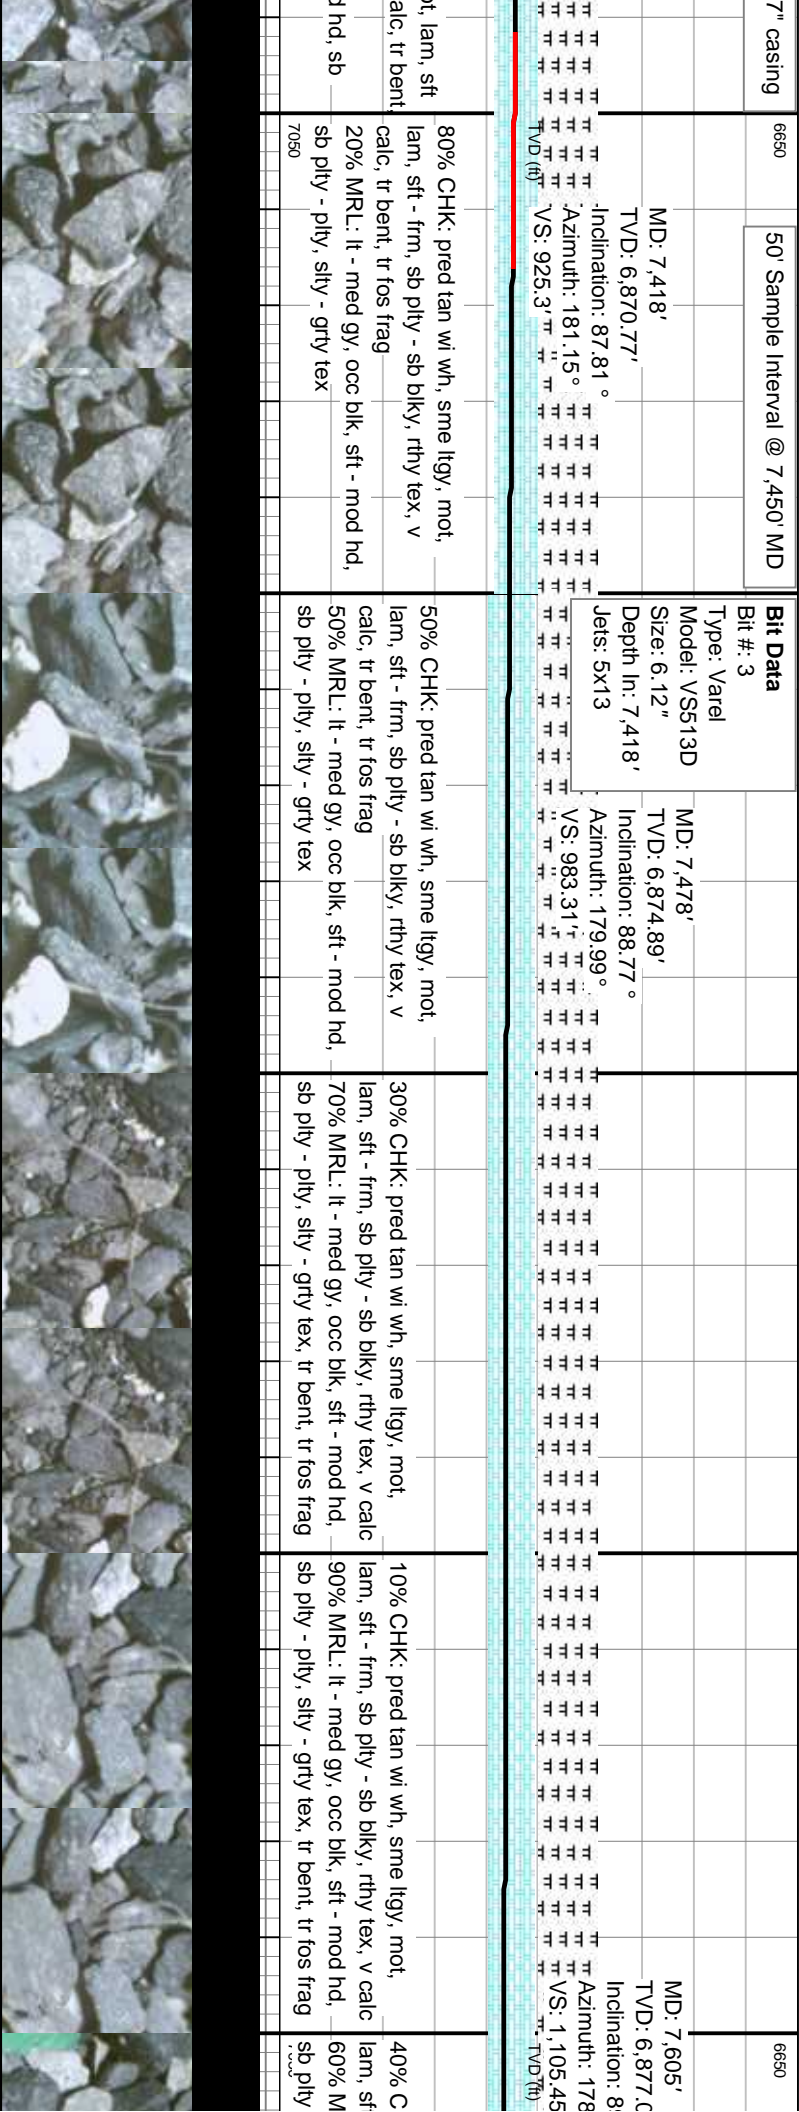 7" casing
ot, lam, sft
alc, tr bent,
d hd, sb
6650
50' Sample Interval @ 7,450' MD
MD: 7,418'
TVD: 6,870.77'
Inclination: 87.81 °
Azimuth: 181.15 °
VS: 925.3'
TVD (ft)
80% CHK: pred tan wi wh, sme ltgy, mot,
lam, sft - frm, sb plty - sb blky, rthy tex, v
calc, tr bent, tr fos frag
20% MRL: lt - med gy, occ blk, sft - mod hd,
sb plty - plty, slty - grty tex
7050
Bit Data
Bit #: 3
Type: Varel
Model: VS513D
Size: 6.12"
Depth In: 7,418'
Jets: 5x13
50% CHK: pred tan wi wh, sme ltgy, mot,
lam, sft - frm, sb plty - sb blky, rthy tex, v
calc, tr bent, tr fos frag
50% MRL: lt - med gy, occ blk, sft - mod hd,
sb plty - plty, slty - grty tex
MD: 7,478'
TVD: 6,874.89'
Inclination: 88.77 °
Azimuth: 179.99 °
VS: 983.31'
30% CHK: pred tan wi wh, sme ltgy, mot,
lam, sft - frm, sb plty - sb blky, rthy tex, v calc
70% MRL: lt - med gy, occ blk, sft - mod hd,
sb plty - plty, slty - grty tex, tr bent, tr fos frag
10% CHK: pred tan wi wh, sme ltgy, mot,
lam, sft - frm, sb plty - sb blky, rthy tex, v calc
90% MRL: lt - med gy, occ blk, sft - mod hd,
sb plty - plty, slty - grty tex, tr bent, tr fos frag
6650
MD: 7,605'
TVD: 6,877.0
Inclination: 8
Azimuth: 178
VS: 1,105.45
TVD (ft)
40% C
lam, sf
60% M
sb plty